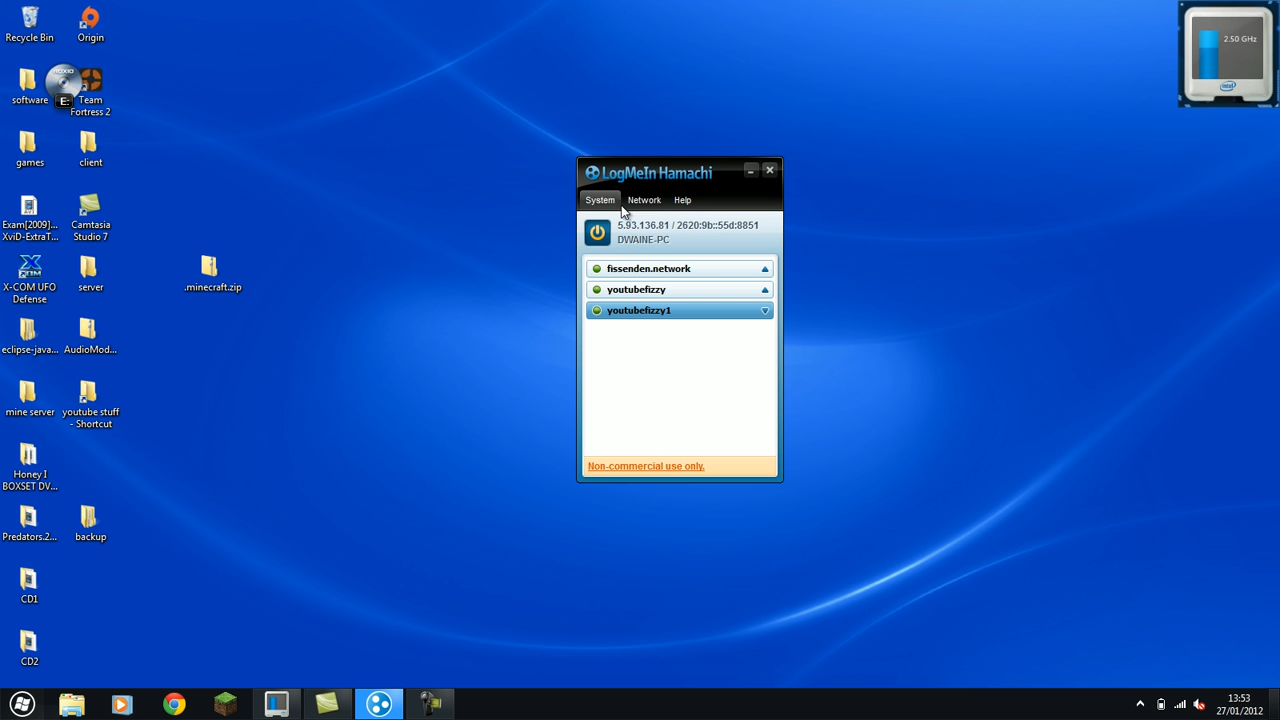 Recycle Bin
Origin
software
E:
Team
Fortress 2
games
client
Exam[2009]...
XviD-ExtraT...
Camtasia
Studio 7
X-COM UFO
Defense
server
.minecraft.zip
eclipse-java...
AudioMod...
mine server
youtube stuff
- Shortcut
Honey I
BOXSET DV...
Predators.2...
backup
CD1
CD2
2.50 GHz
intel
LogMeIn Hamachi
System Network Help
5.93.136.81 / 2620:9b::55d:8851
DWAINE-PC
fissenden.network
youtubefizzy
youtubefizzy1
Non-commercial use only.
13:53
27/01/2012